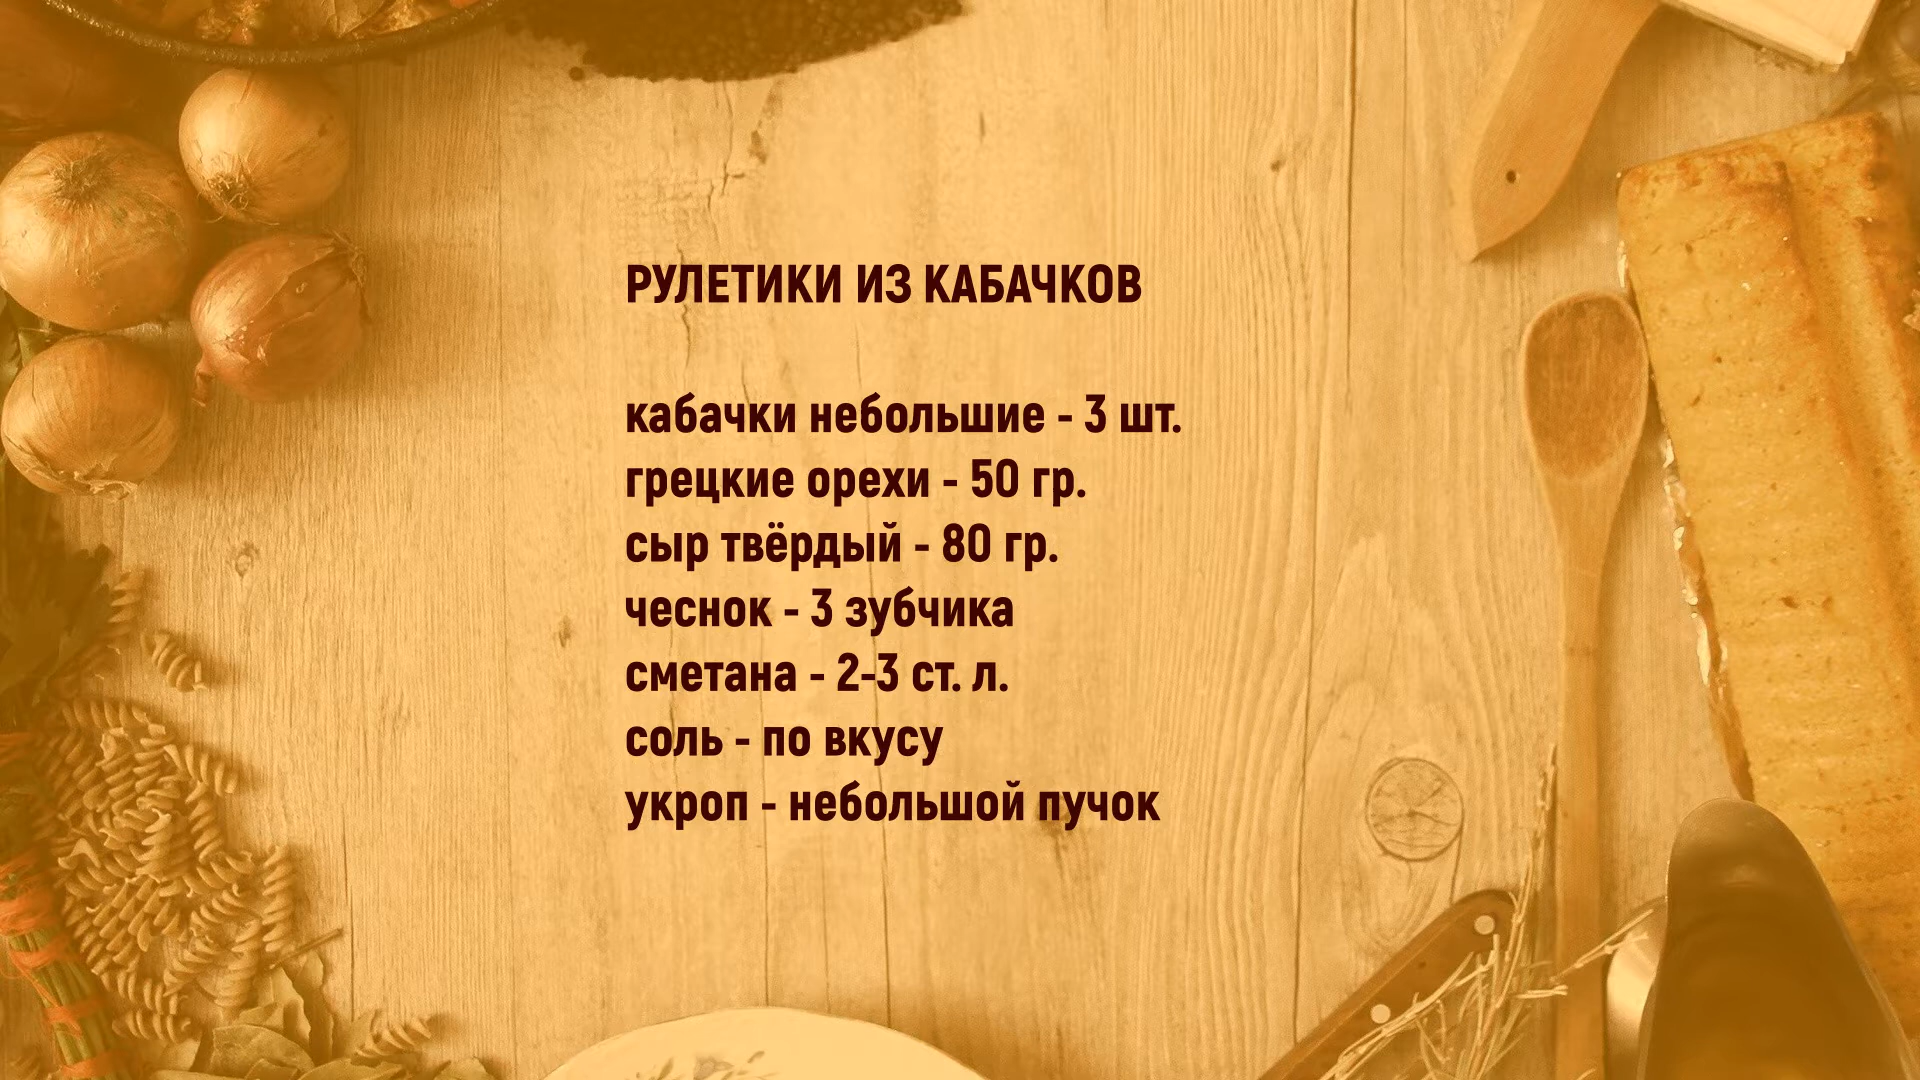 РУЛЕТИКИ ИЗ КАБАЧКОВ
кабачки небольшие - 3 шт.
грецкие орехи - 50 гр.
сыр твёрдый - 80 гр.
чеснок - 3 зубчика
сметана - 2-3 ст. л.
соль - по вкусу
укроп - небольшой пучок